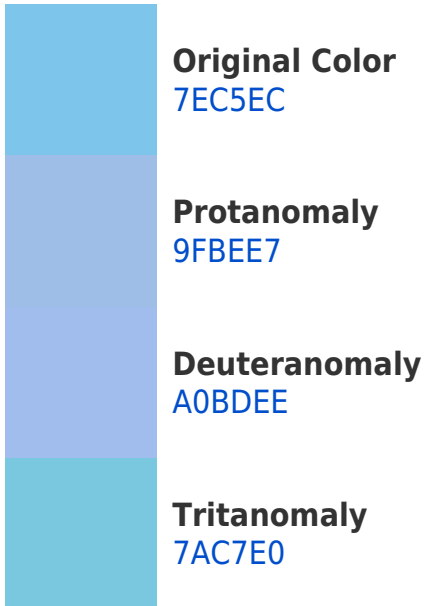 Original Color
7EC5EC
Protanomaly
9FBEE7
Deuteranomaly
A0BDEE
Tritanomaly
7AC7E0